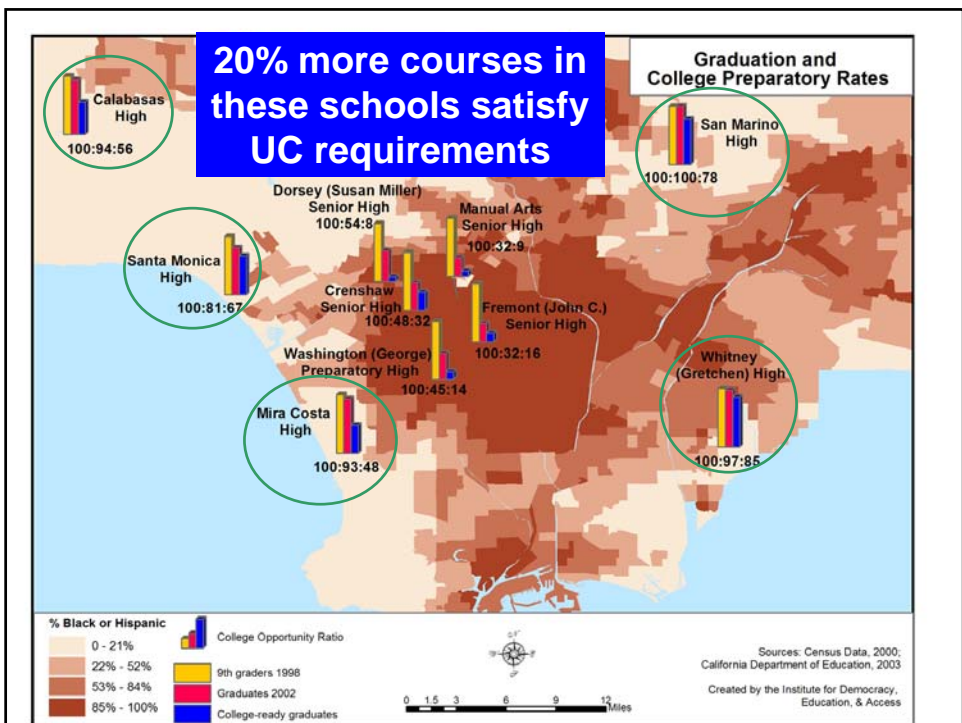 20% more courses in
these schools satisfy
UC requirements
Graduation and
College Preparatory Rates
Calabasas
High
100:94:56
San Marino
High
100:100:78
Dorsey (Susan Miller)
Senior High
100:54:8
Manual Arts
Senior High
100:32:9
Santa Monica
High
100:81:67
Crenshaw
Senior High
100:48:32
Fremont (John C.)
Senior High
100:32:16
Washington (George)
Preparatory High
100:45:14
Whitney
(Gretchen) High
100:97:85
Mira Costa
High
100:93:48
% Black or Hispanic
0 - 21%
22% - 52%
53% - 84%
85% - 100%
College Opportunity Ratio
9th graders 1998
Graduates 2002
College-ready graduates
0 1.5 3 6 9 12
Miles
Sources: Census Data, 2000;
California Department of Education, 2003
Created by the Institute for Democracy,
Education, & Access